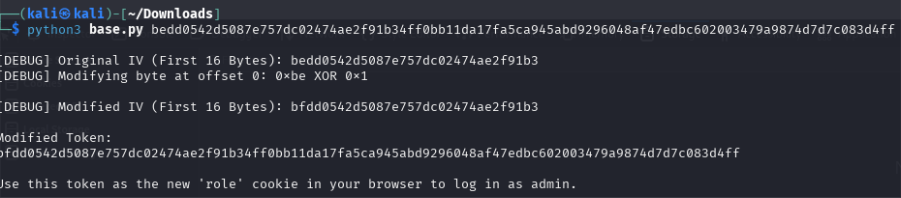 (kali㉿kali)-[~/Downloads]
$ python3 base.py bedd0542d5087e757dc02474ae2f91b34ff0bb11da17fa5ca945abd9296048af47edbc602003479a9874d7d7c083d4ff
[DEBUG] Original IV (First 16 Bytes): bedd0542d5087e757dc02474ae2f91b3
[DEBUG] Modifying byte at offset 0: 0×be XOR 0×1
[DEBUG] Modified IV (First 16 Bytes): bfdd0542d5087e757dc02474ae2f91b3
Modified Token:
bfdd0542d5087e757dc02474ae2f91b34ff0bb11da17fa5ca945abd9296048af47edbc602003479a9874d7d7c083d4ff
Use this token as the new 'role' cookie in your browser to log in as admin.